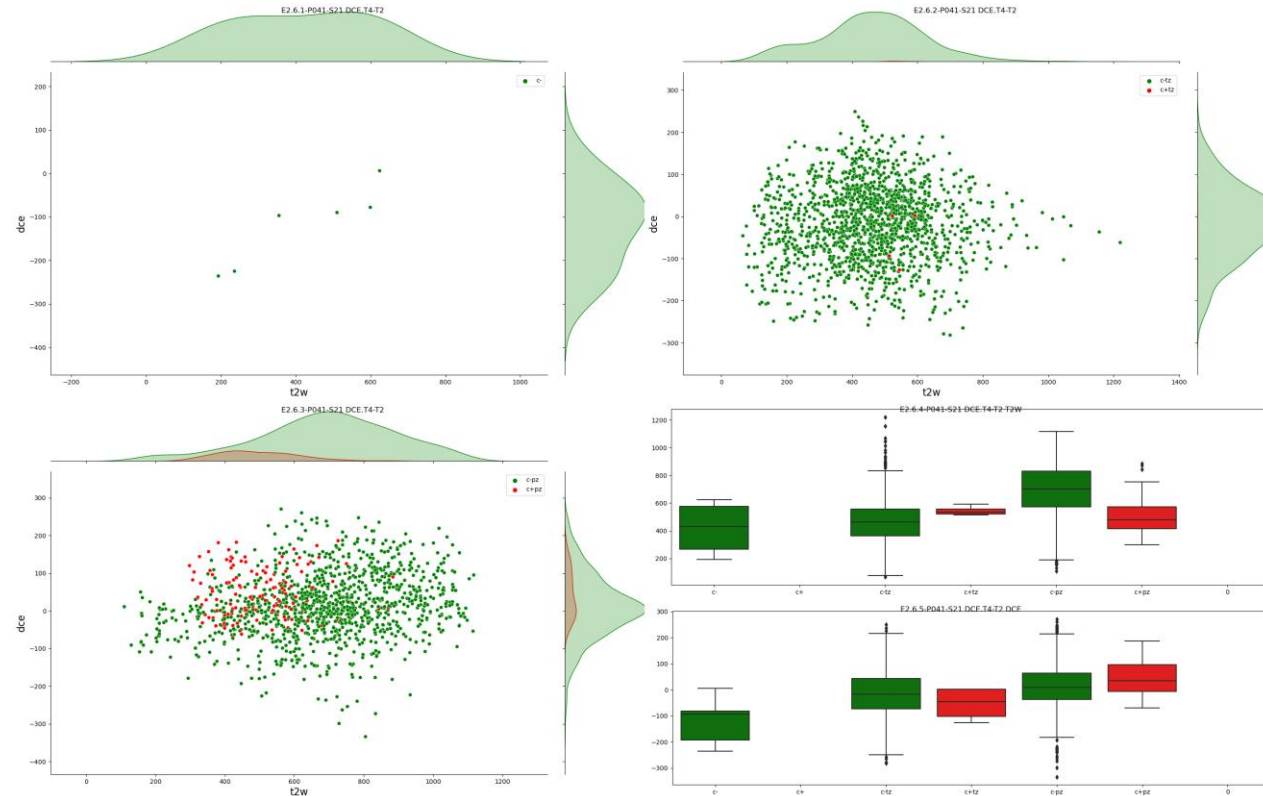 E2.6.1-P041-S21 DCE.T4-T2
c-
200
100
0
−100
−200
−300
−400
dce
−200 0 200 400 600 800 1000
t2w
E2.6.2-P041-S21 DCE.T4-T2
c-tz
c+tz
300
200
100
0
−100
−200
−300
dce
0 200 400 600 800 1000 1200 1400
t2w
E2.6.3-P041-S21 DCE.T4-T2
c-pz
c+pz
300
200
100
0
−100
−200
−300
−400
dce
0 200 400 600 800 1000 1200
t2w
E2.6.4-P041-S21 DCE.T4-T2 T2W
1200
1000
800
600
400
200
c- c+ c-tz c+tz c-pz c+pz 0
E2.6.5-P041-S21 DCE.T4-T2 DCE
200
100
0
−100
−200
−300
c- c+ c-tz c+tz c-pz c+pz 0